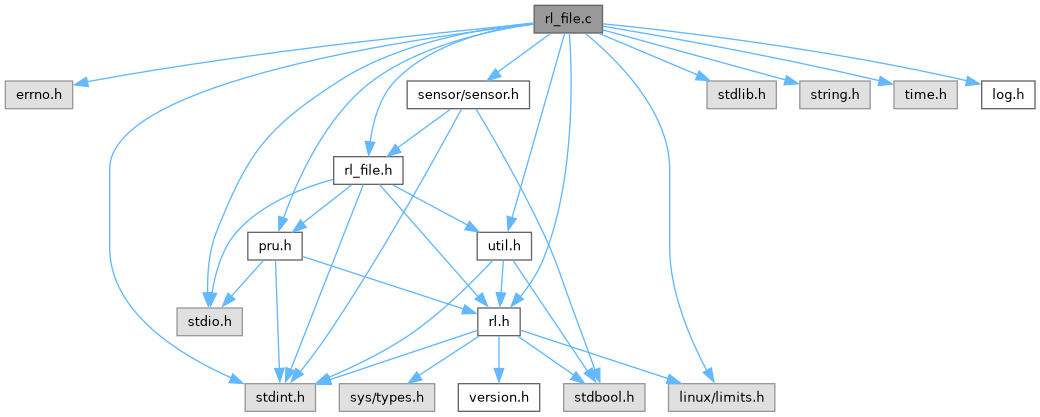 rl_file.c
errno.h
sensor/sensor.h
stdlib.h
string.h
time.h
log.h
rl_file.h
pru.h
util.h
stdio.h
rl.h
stdint.h
sys/types.h
version.h
stdbool.h
linux/limits.h